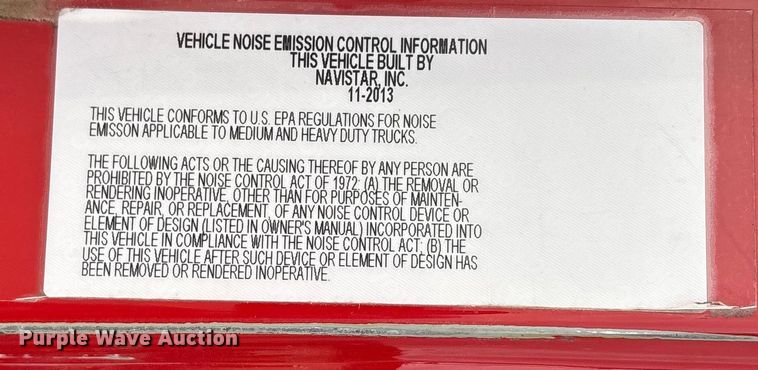 VEHICLE NOISE EMISSION CONTROL INFORMATION
THIS VEHICLE BUILT BY
NAVISTAR, INC.
11-2013
THIS VEHICLE CONFORMS TO U.S. EPA REGULATIONS FOR NOISE
EMISSON APPLICABLE TO MEDIUM AND HEAVY DUTY TRUCKS.
THE FOLLOWING ACTS OR THE CAUSING THEREOF BY ANY PERSON ARE
PROHIBITED BY THE NOISE CONTROL ACT OF 1972: (A) THE REMOVAL OR
RENDERING INOPERATIVE, OTHER THAN FOR PURPOSES OF MAINTEN-
ANCE, REPAIR, OR REPLACEMENT, OF ANY NOISE CONTROL DEVICE OR
ELEMENT OF DESIGN (LISTED IN OWNER'S MANUAL) INCORPORATED INTO
THIS VEHICLE IN COMPLIANCE WITH THE NOISE CONTROL ACT; (B) THE
USE OF THIS VEHICLE AFTER SUCH DEVICE OR ELEMENT OF DESIGN HAS
BEEN REMOVED OR RENDERED INOPERATIVE.
Purple Wave Auction